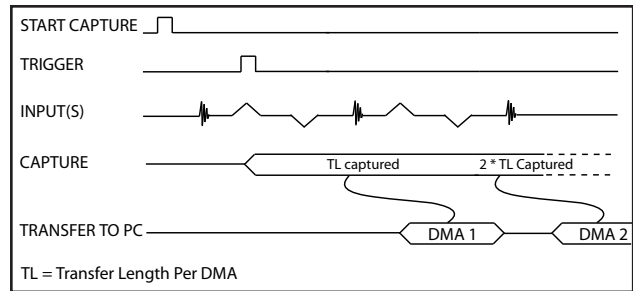 START CAPTURE
TRIGGER
INPUT(S)
CAPTURE
TL captured
2 * TL Captured
TRANSFER TO PC
DMA 1
DMA 2
TL = Transfer Length Per DMA